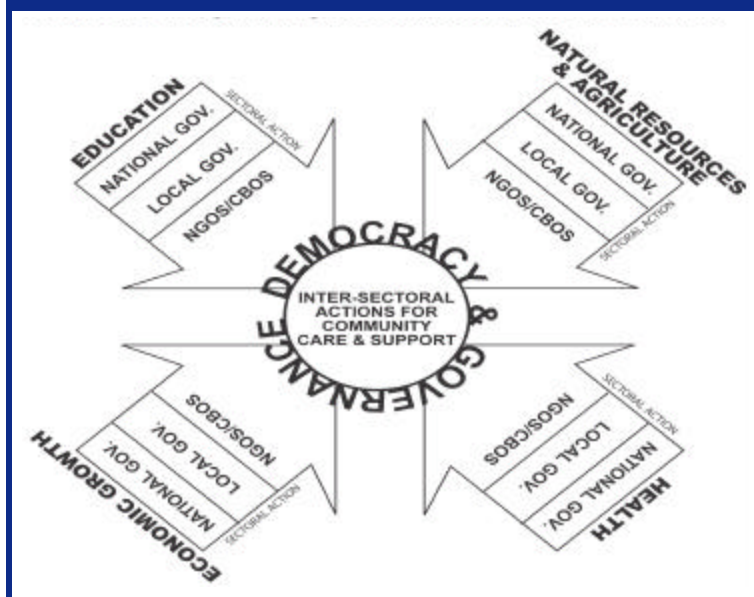 EDUCATION
SECTORAL ACTION
NATIONAL GOV.
LOCAL GOV.
NGOS/CBOS
NATURAL RESOURCES
& AGRICULTURE
NATIONAL GOV.
LOCAL GOV.
NGOS/CBOS
SECTORAL ACTION
DEMOCRACY & GOVERNANCE
INTER-SECTORAL
ACTIONS FOR
COMMUNITY
CARE & SUPPORT
NGOS/CBOS
LOCAL GOV.
NATIONAL GOV.
SECTORAL ACTION
ECONOMIC GROWTH
SECTORAL ACTION
NGOS/CBOS
LOCAL GOV.
NATIONAL GOV.
HEALTH